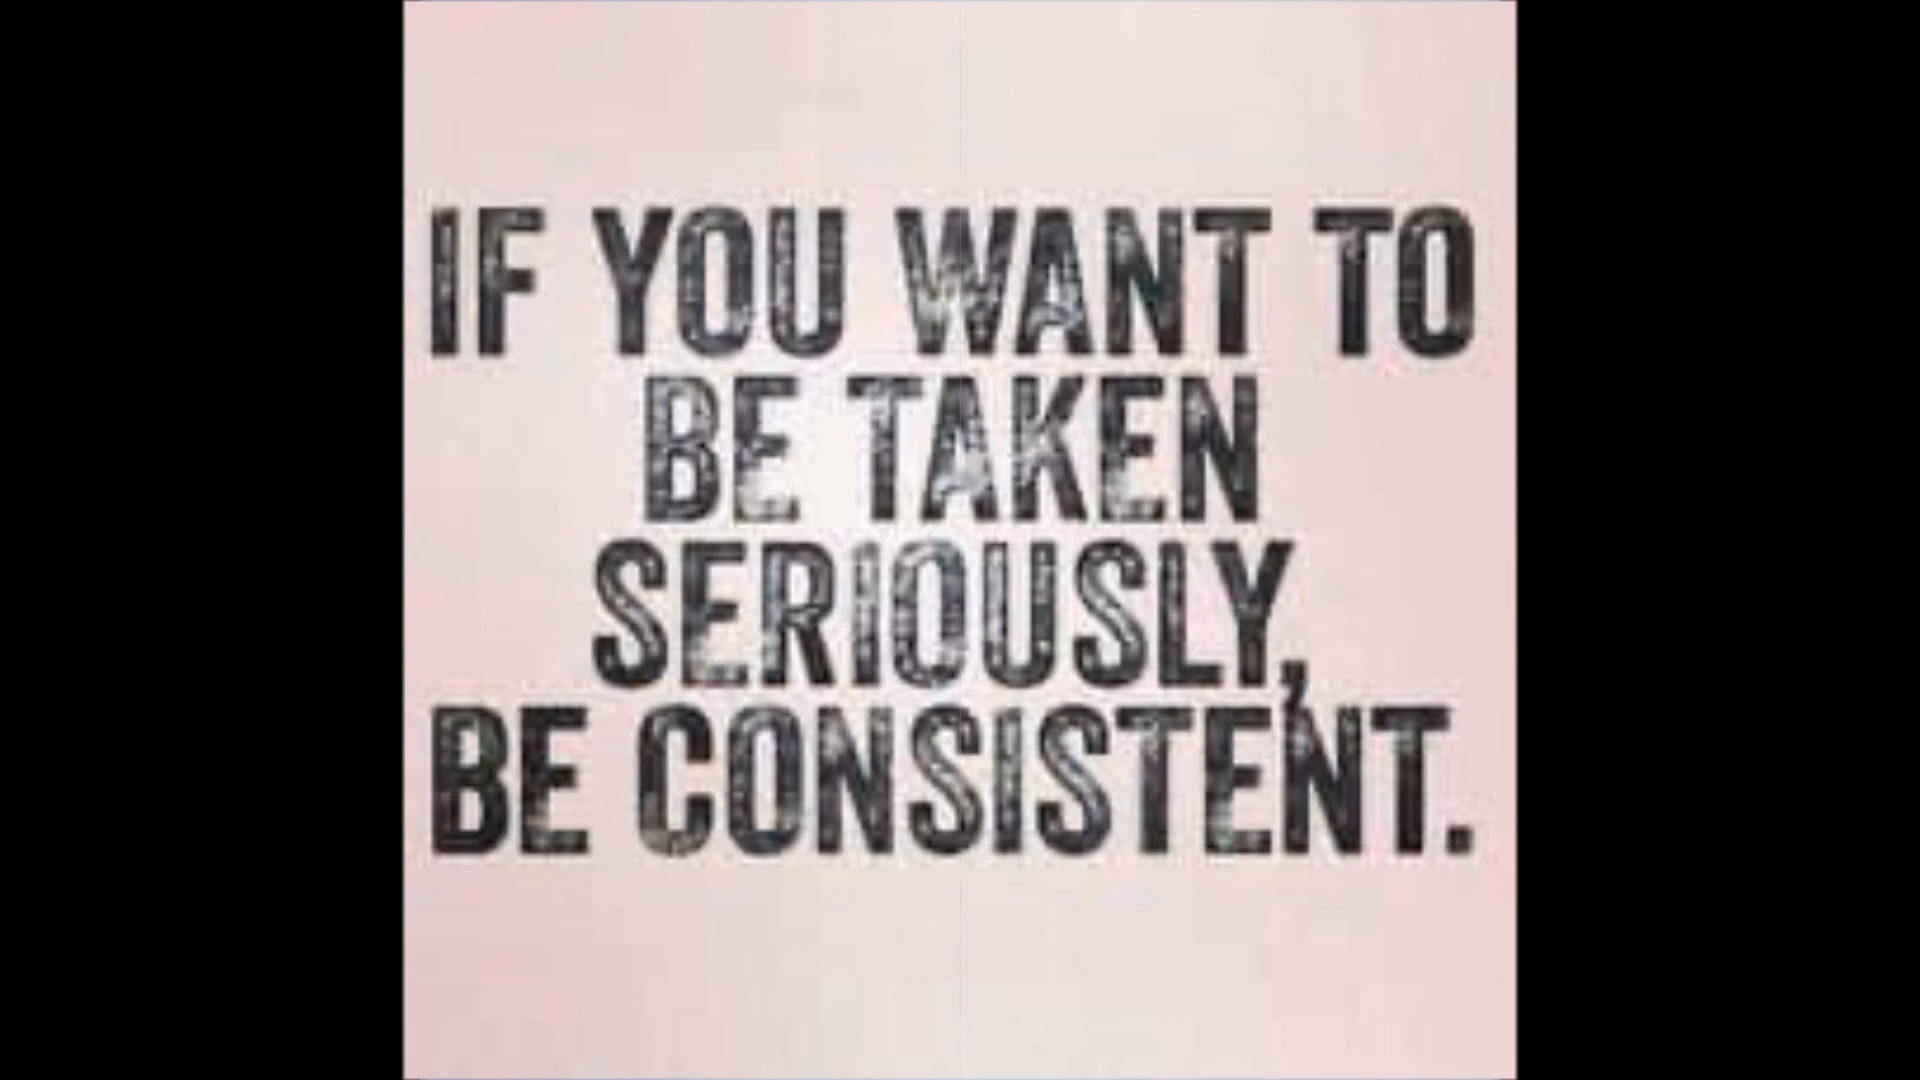 IF YOU WANT TO
BE TAKEN
SERIOUSLY,
BE CONSISTENT.